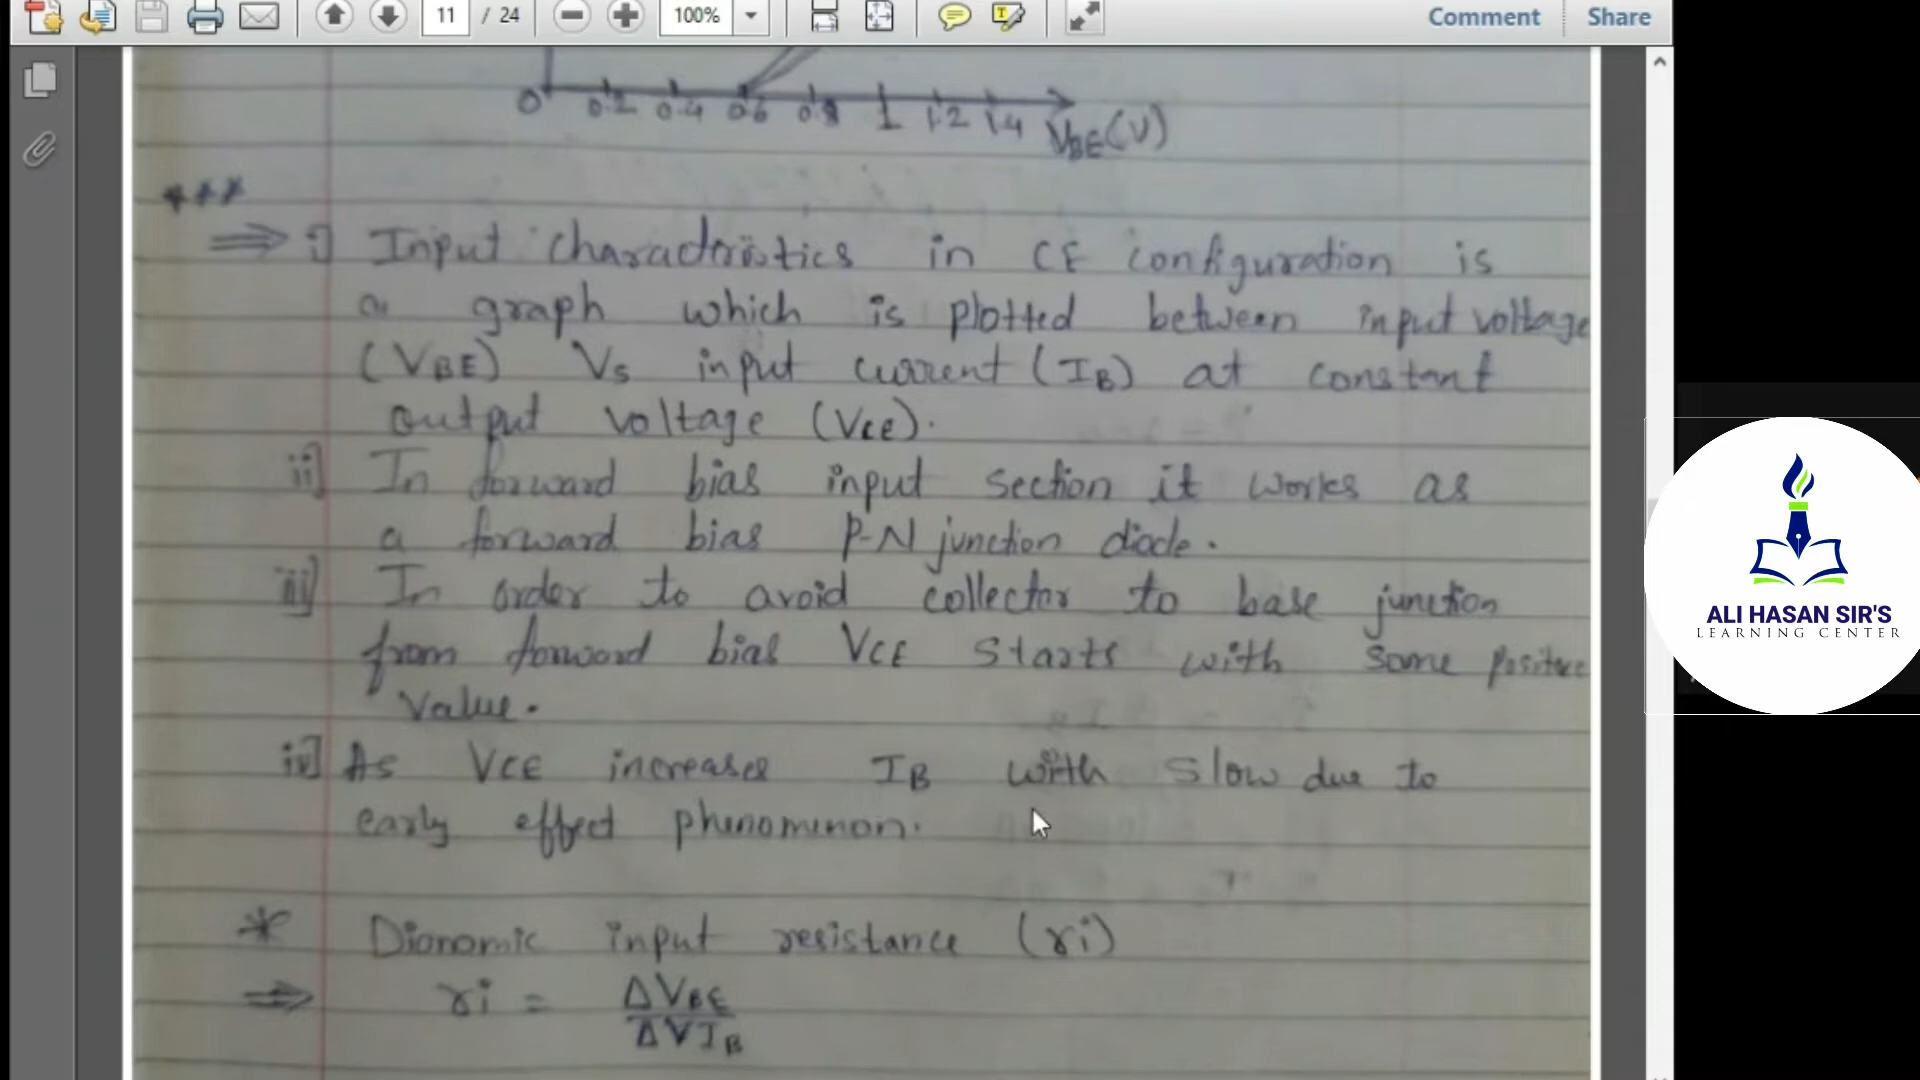 11 / 24 100% Comment Share
0 0.2 0.4 0.6 0.8 1 1.2 1.4 VBE(V)
***
⇒ i] Input charactristics in CE configuration is
a graph which is plotted between input voltage
(VBE) Vs input current (IB) at constant
output voltage (VCE).
ii] In forward bias input section it works as
a forward bias P-N junction diode.
iii] In order to avoid collector to base junction
from forward bias VCE starts with some positive
value.
iv] As VCE increases IB with slow due to
early effect phenominon.
* Dionomic input resistance (ri)
⇒ ri = ΔVBE
ΔVIB
ALI HASAN SIR'S
LEARNING CENTER